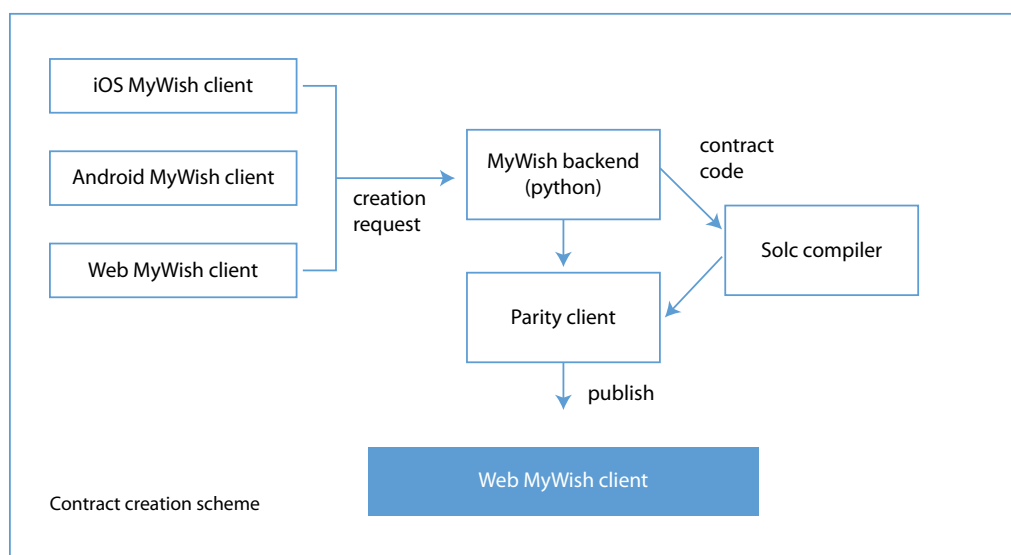 iOS MyWish client
Android MyWish client
Web MyWish client
creation
request
MyWish backend
(python)
contract
code
Solc compiler
Parity client
publish
Web MyWish client
Contract creation scheme